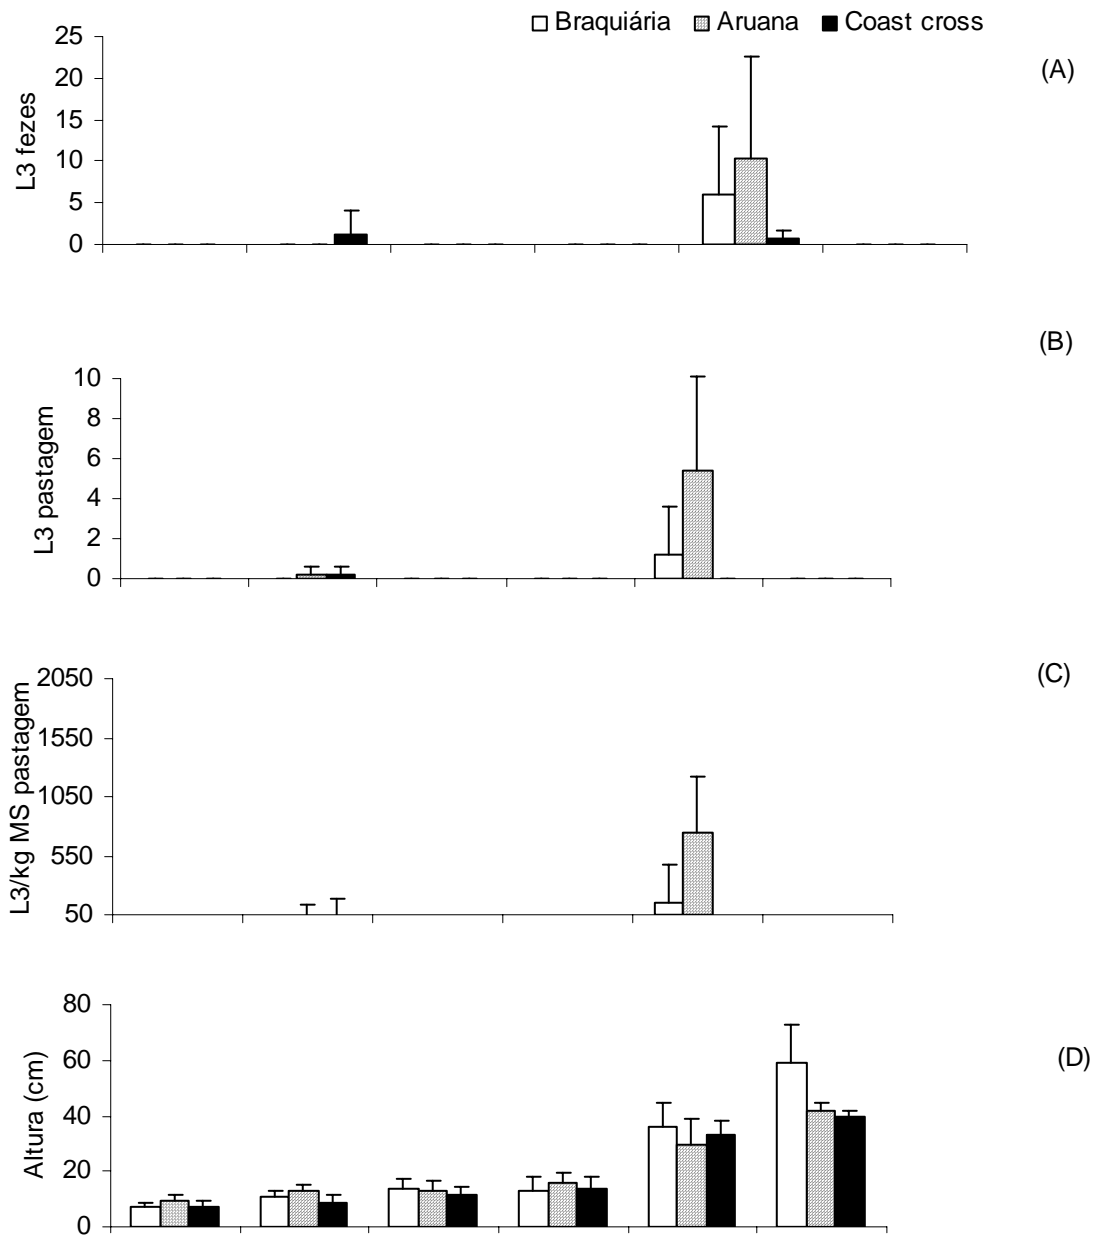 Braquiária Aruana Coast cross
(A)
L3 fezes
25
20
15
10
5
0
(B)
L3 pastagem
10
8
6
4
2
0
(C)
L3/kg MS pastagem
2050
1550
1050
550
50
(D)
Altura (cm)
80
60
40
20
0